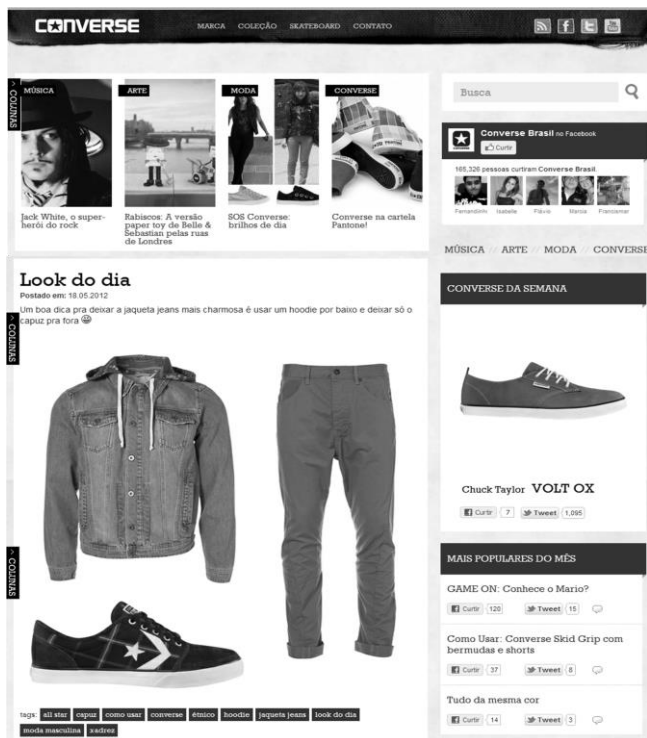 CONVERSE
MARCA COLEÇÃO SKATEBOARD CONTATO
COLUNAS
MÚSICA
Jack White, o super-
herói do rock
ARTE
Rabiscos: A versão
paper toy de Belle &
Sebastian pelas ruas
de Londres
MODA
SOS Converse:
brilhos de dia
CONVERSE
Converse na cartela
Pantone!
Busca
Converse Brasil no Facebook
Curtir
165,326 pessoas curtiram Converse Brasil.
Isabelle Flávio Marcia Francismar
MÚSICA // ARTE // MODA // CONVERSE
Look do dia
Postado em: 18.05.2012
Um boa dica pra deixar a jaqueta jeans mais charmosa é usar um hoodie por baixo e deixar só o
capuz pra fora
COLUNAS
COLUNAS
tags: all star capuz como usar converse étnico hoodie jaqueta jeans look do dia
moda masculina xadrez
CONVERSE DA SEMANA
Chuck Taylor VOLT OX
Curtir 7 Tweet 1,095
MAIS POPULARES DO MÊS
GAME ON: Conhece o Mario?
Curtir 120 Tweet 15
Como Usar: Converse Skid Grip com
bermudas e shorts
Curtir 37 Tweet 8
Tudo da mesma cor
Curtir 14 Tweet 3